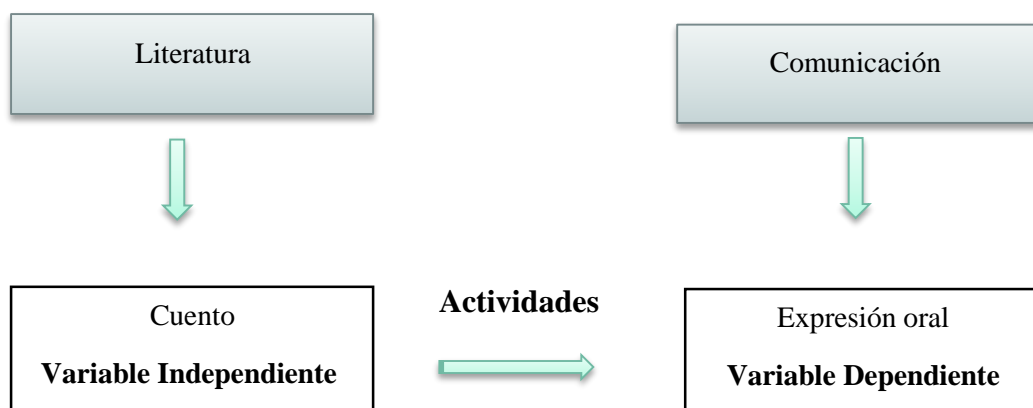 Literatura
Comunicación
Cuento
Variable Independiente
Actividades
Expresión oral
Variable Dependiente